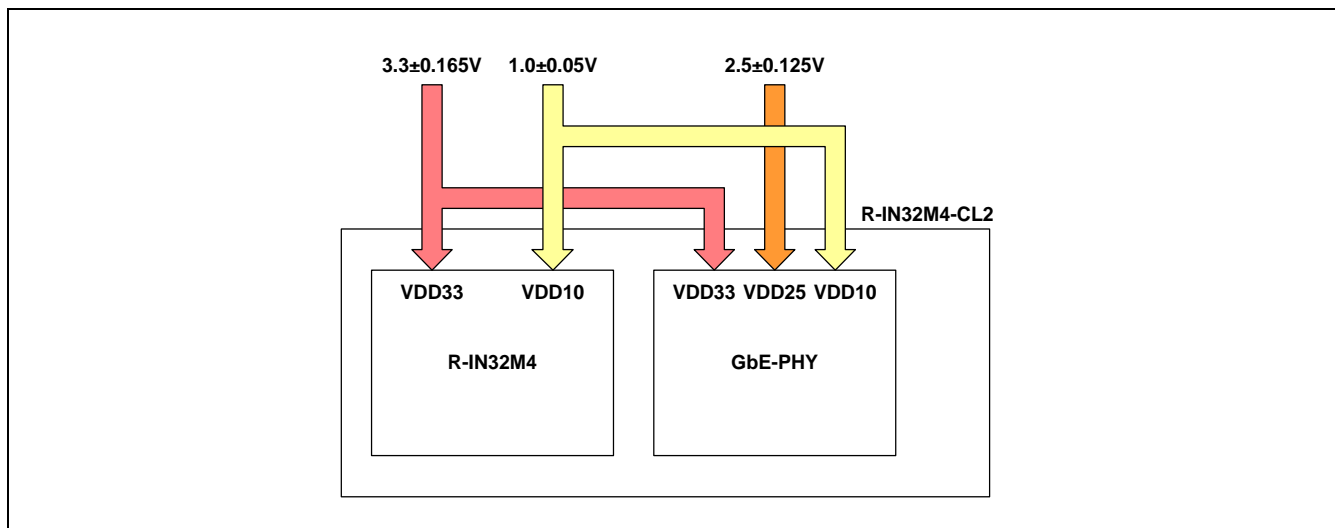 3.3±0.165V 1.0±0.05V 2.5±0.125V
R-IN32M4-CL2
VDD33 VDD10 VDD33 VDD25 VDD10
R-IN32M4 GbE-PHY